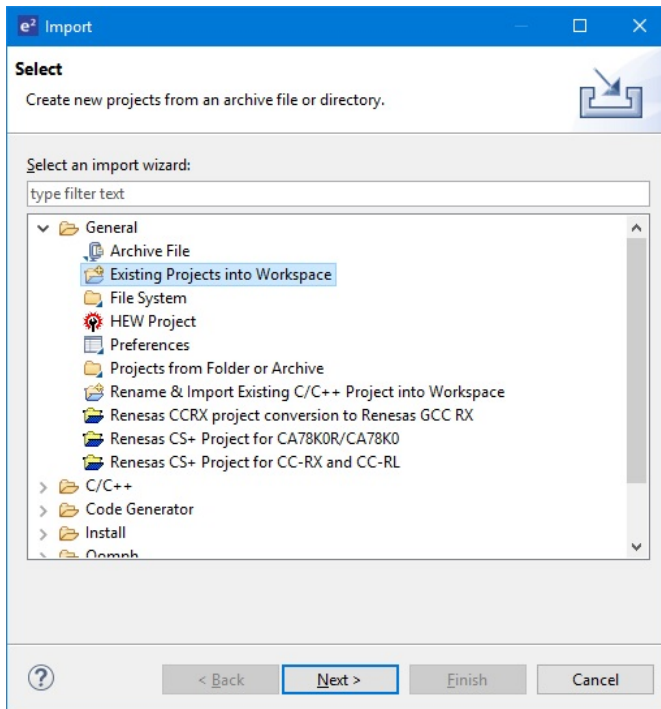 e² Import
Select
Create new projects from an archive file or directory.
Select an import wizard:
type filter text
General
Archive File
Existing Projects into Workspace
File System
HEW Project
Preferences
Projects from Folder or Archive
Rename & Import Existing C/C++ Project into Workspace
Renesas CCRX project conversion to Renesas GCC RX
Renesas CS+ Project for CA78K0R/CA78K0
Renesas CS+ Project for CC-RX and CC-RL
C/C++
Code Generator
Install
Oomph
? < Back Next > Finish Cancel